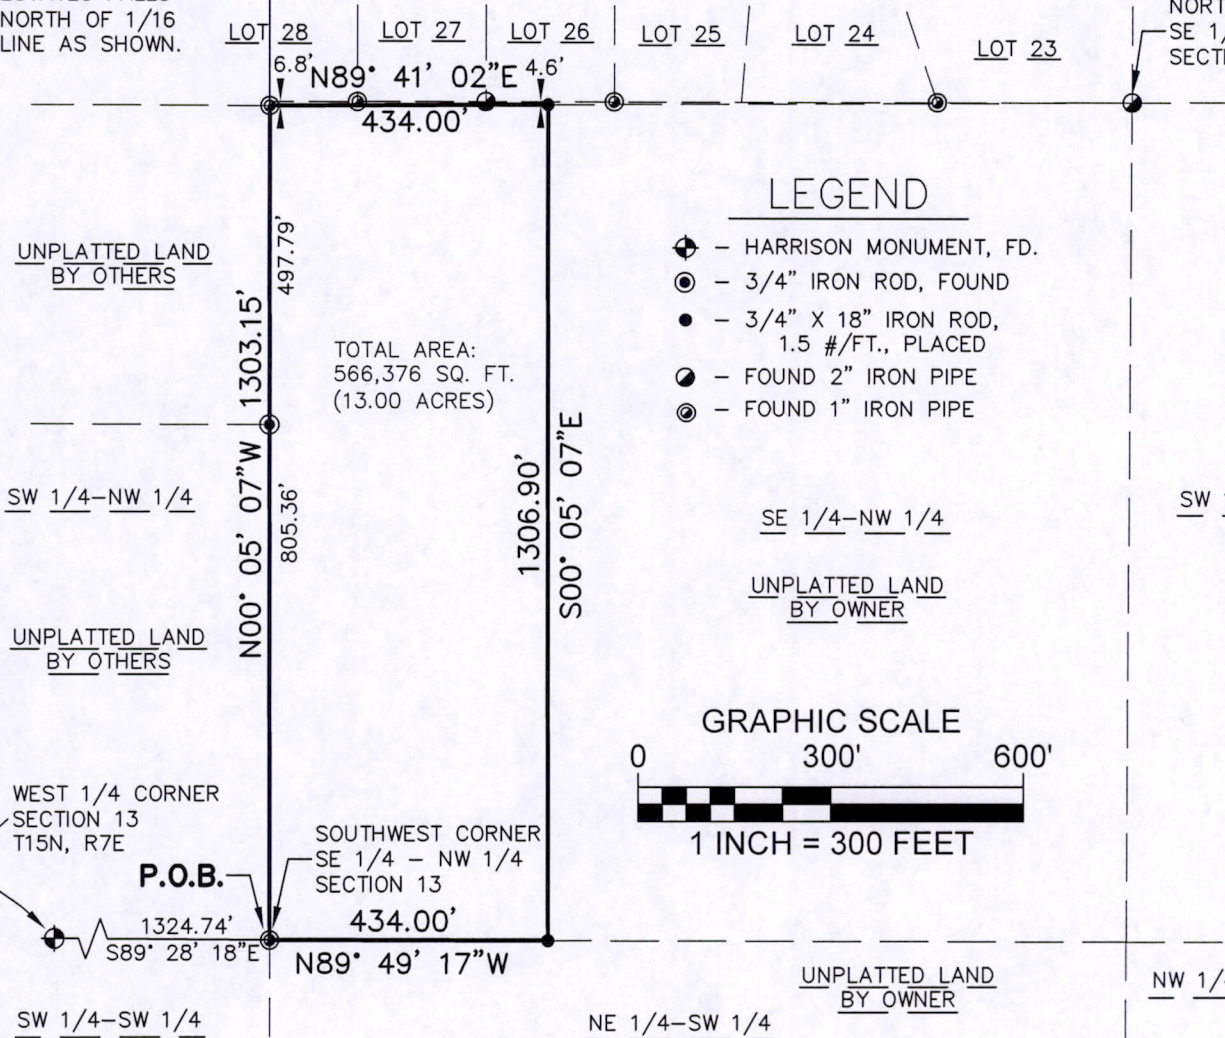 NORTH OF 1/16
LINE AS SHOWN.
LOT 28
LOT 27
LOT 26
LOT 25
LOT 24
LOT 23
SE 1/
6.8'
N89° 41' 02"E
4.6'
434.00'
LEGEND
– HARRISON MONUMENT, FD.
– 3/4" IRON ROD, FOUND
– 3/4" X 18" IRON ROD,
1.5 #/FT., PLACED
– FOUND 2" IRON PIPE
– FOUND 1" IRON PIPE
UNPLATTED LAND
BY OTHERS
497.79'
N00° 05' 07"W 1303.15'
TOTAL AREA:
566,376 SQ. FT.
(13.00 ACRES)
SW 1/4–NW 1/4
805.36'
1306.90'
S00° 05' 07"E
SE 1/4–NW 1/4
SW
UNPLATTED LAND
BY OWNER
UNPLATTED LAND
BY OTHERS
GRAPHIC SCALE
0 300' 600'
1 INCH = 300 FEET
WEST 1/4 CORNER
SECTION 13
T15N, R7E
P.O.B.
SOUTHWEST CORNER
SE 1/4 – NW 1/4
SECTION 13
1324.74'
S89° 28' 18"E
434.00'
N89° 49' 17"W
UNPLATTED LAND
BY OWNER
NW 1/4
SW 1/4–SW 1/4
NE 1/4–SW 1/4